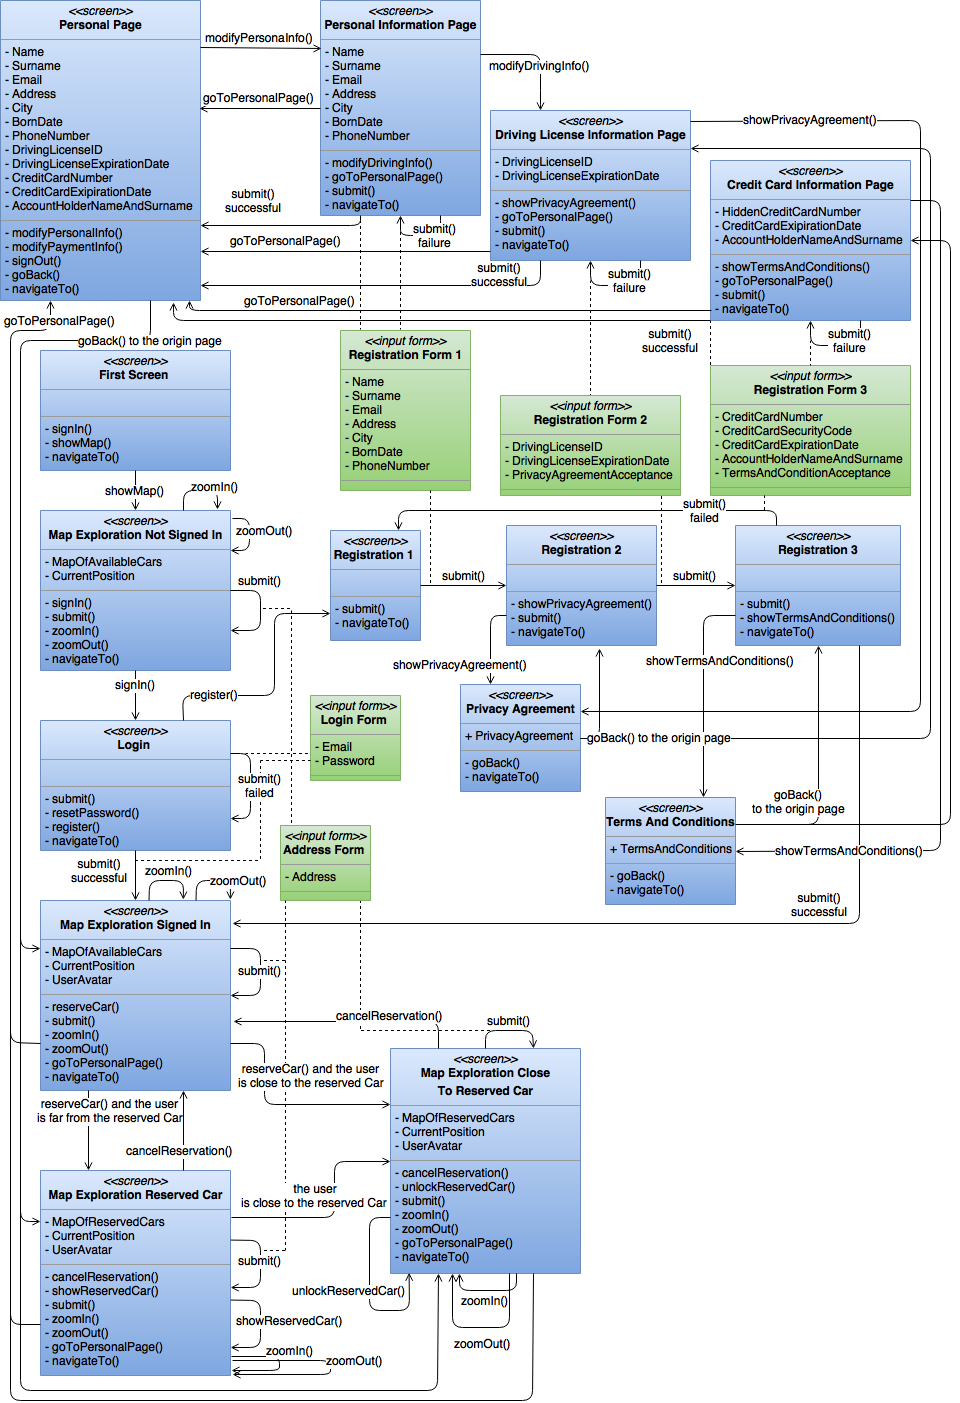 <<screen>>
Personal Page
- Name
- Surname
- Email
- Address
- City
- BornDate
- PhoneNumber
- DrivingLicenseID
- DrivingLicenseExpirationDate
- CreditCardNumber
- CreditCardExipirationDate
- AccountHolderNameAndSurname
- modifyPersonalInfo()
- modifyPaymentInfo()
- signOut()
- goBack()
- navigateTo()
modifyPersonaInfo()
goToPersonalPage()
<<screen>>
Personal Information Page
- Name
- Surname
- Email
- Address
- City
- BornDate
- PhoneNumber
- modifyDrivingInfo()
- goToPersonalPage()
- submit()
- navigateTo()
modifyDrivingInfo()
submit()
successful
submit()
failure
goToPersonalPage()
<<screen>>
Driving License Information Page
- DrivingLicenseID
- DrivingLicenseExpirationDate
- showPrivacyAgreement()
- goToPersonalPage()
- submit()
- navigateTo()
showPrivacyAgreement()
submit()
successful
submit()
failure
<<screen>>
Credit Card Information Page
- HiddenCreditCardNumber
- CreditCardExipirationDate
- AccountHolderNameAndSurname
- showTermsAndConditions()
- goToPersonalPage()
- submit()
- navigateTo()
goToPersonalPage()
submit()
successful
submit()
failure
goToPersonalPage()
goBack() to the origin page
<<screen>>
First Screen
- signIn()
- showMap()
- navigateTo()
<<input form>>
Registration Form 1
- Name
- Surname
- Email
- Address
- City
- BornDate
- PhoneNumber
<<input form>>
Registration Form 2
- DrivingLicenseID
- DrivingLicenseExpirationDate
- PrivacyAgreementAcceptance
<<input form>>
Registration Form 3
- CreditCardNumber
- CreditCardSecurityCode
- CreditCardExpirationDate
- AccountHolderNameAndSurname
- TermsAndConditionAcceptance
showMap()
zoomIn()
zoomOut()
<<screen>>
Map Exploration Not Signed In
- MapOfAvailableCars
- CurrentPosition
- signIn()
- submit()
- zoomIn()
- zoomOut()
- navigateTo()
submit()
signIn()
<<screen>>
Registration 1
- submit()
- navigateTo()
submit()
<<screen>>
Registration 2
- showPrivacyAgreement()
- submit()
- navigateTo()
submit()
submit()
failed
<<screen>>
Registration 3
- submit()
- showTermsAndConditions()
- navigateTo()
showPrivacyAgreement()
showTermsAndConditions()
register()
<<screen>>
Login
- submit()
- resetPassword()
- register()
- navigateTo()
submit()
failed
<<input form>>
Login Form
- Email
- Password
<<screen>>
Privacy Agreement
+ PrivacyAgreement
- goBack()
- navigateTo()
goBack() to the origin page
goBack()
to the origin page
<<screen>>
Terms And Conditions
+ TermsAndConditions
- goBack()
- navigateTo()
showTermsAndConditions()
submit()
successful
<<input form>>
Address Form
- Address
submit()
successful
zoomIn()
zoomOut()
<<screen>>
Map Exploration Signed In
- MapOfAvailableCars
- CurrentPosition
- UserAvatar
- reserveCar()
- submit()
- zoomIn()
- zoomOut()
- goToPersonalPage()
- navigateTo()
submit()
cancelReservation()
submit()
reserveCar() and the user
is close to the reserved Car
reserveCar() and the user
is far from the reserved Car
cancelReservation()
<<screen>>
Map Exploration Close
To Reserved Car
- MapOfReservedCars
- CurrentPosition
- UserAvatar
- cancelReservation()
- unlockReservedCar()
- submit()
- zoomIn()
- zoomOut()
- goToPersonalPage()
- navigateTo()
the user
is close to the reserved Car
<<screen>>
Map Exploration Reserved Car
- MapOfReservedCars
- CurrentPosition
- UserAvatar
- cancelReservation()
- showReservedCar()
- submit()
- zoomIn()
- zoomOut()
- goToPersonalPage()
- navigateTo()
submit()
showReservedCar()
zoomIn()
zoomOut()
unlockReservedCar()
zoomIn()
zoomOut()